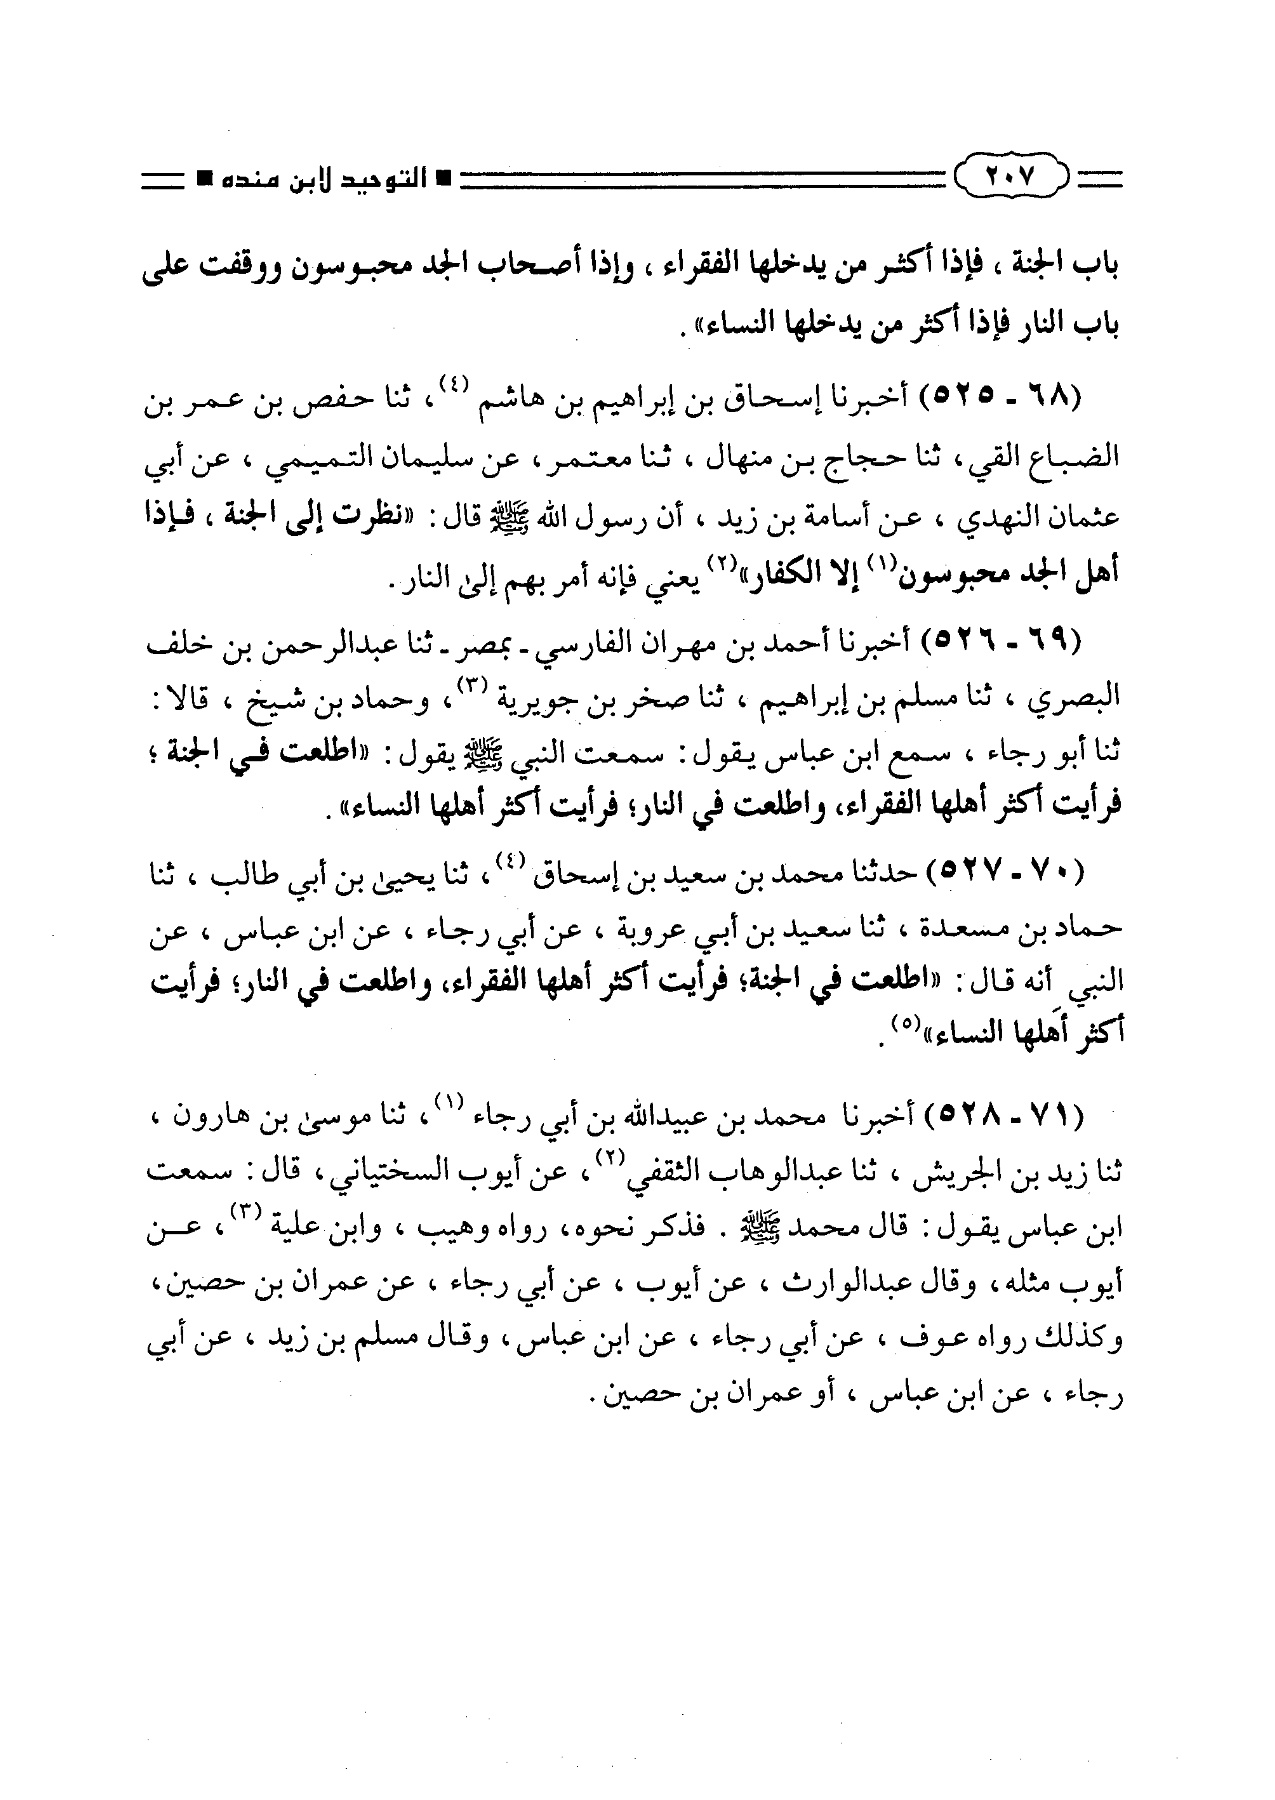 ٢٠٧ ■ التوحيد لابن منده ■
باب الجنة ، فإذا أكثر من يدخلها الفقراء ، وإذا أصحاب الجد محبوسون ووقفت على
باب النار فإذا أكثر من يدخلها النساء» .
(٦٨ ـ ٥٢٥) أخبرنا إسحاق بن إبراهيم بن هاشم (٤)، ثنا حفص بن عمر بن
الضباع القي، ثنا حجاج بن منهال ، ثنا معتمر، عن سليمان التميمي ، عن أبي
عثمان النهدي ، عن أسامة بن زيد ، أن رسول الله ﷺ قال: «نظرت إلى الجنة ، فإذا
أهل الجد محبوسون(١) إلا الكفار»(٢) يعني فإنه أمر بهم إلىٰ النار.
(٦٩ ـ ٥٢٦) أخبرنا أحمد بن مهران الفارسي ـ بمصر ـ ثنا عبدالرحمن بن خلف
البصري ، ثنا مسلم بن إبراهيم ، ثنا صخر بن جويرية (٣)، وحماد بن شيخ ، قالا:
ثنا أبو رجاء ، سمع ابن عباس يقول: سمعت النبي ﷺ يقول: «اطلعت في الجنة ؛
فرأيت أكثر أهلها الفقراء، واطلعت في النار؛ فرأيت أكثر أهلها النساء» .
(٧٠ ـ ٥٢٧) حدثنا محمد بن سعيد بن إسحاق (٤)، ثنا يحيىٰ بن أبي طالب ، ثنا
حماد بن مسعدة ، ثنا سعيد بن أبي عروبة ، عن أبي رجاء ، عن ابن عباس ، عن
النبي أنه قال: «اطلعت في الجنة؛ فرأيت أكثر أهلها الفقراء، واطلعت في النار؛ فرأيت
أكثر أهلها النساء»(٥) .
(٧١ ـ ٥٢٨) أخبرنا محمد بن عبيدالله بن أبي رجاء (١)، ثنا موسىٰ بن هارون ،
ثنا زيد بن الجريش ، ثنا عبدالوهاب الثقفي(٢)، عن أيوب السختياني، قال: سمعت
ابن عباس يقول: قال محمد ﷺ . فذكر نحوه، رواه وهيب ، وابن علية (٣)، عن
أيوب مثله، وقال عبدالوارث ، عن أيوب ، عن أبي رجاء ، عن عمران بن حصين،
وكذلك رواه عوف ، عن أبي رجاء ، عن ابن عباس، وقال مسلم بن زيد ، عن أبي
رجاء ، عن ابن عباس ، أو عمران بن حصين .